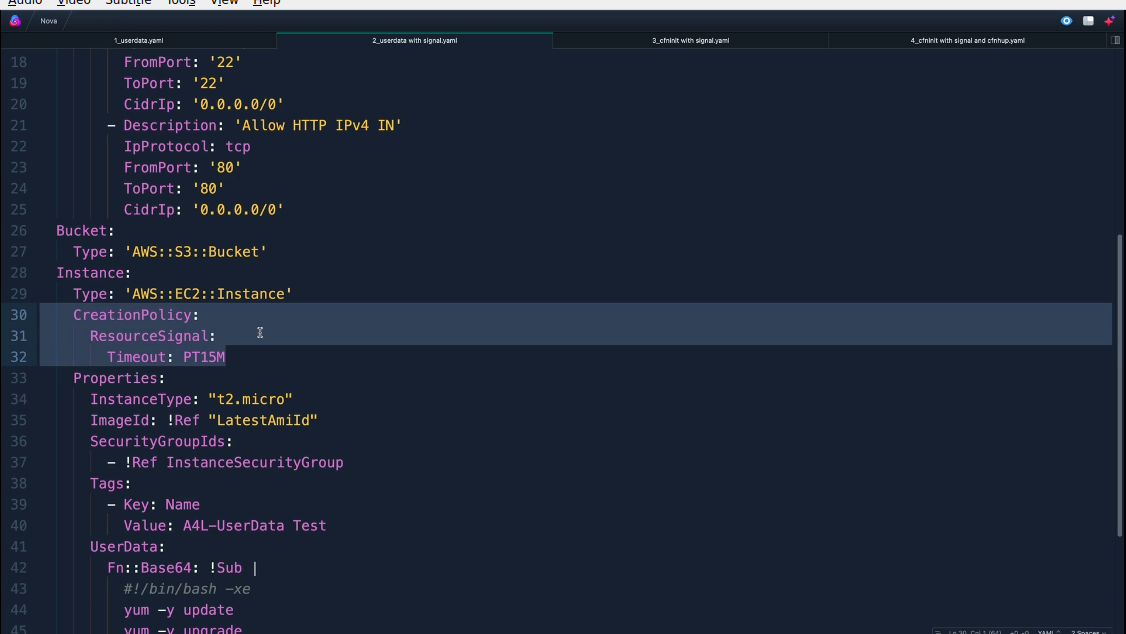 Audio Video Subtitle Tools View Help
Nova
1_userdata.yaml 2_userdata with signal.yaml 3_cfninit with signal.yaml 4_cfninit with signal and cfnhup.yaml
18 FromPort: '22'
19 ToPort: '22'
20 CidrIp: '0.0.0.0/0'
21 - Description: 'Allow HTTP IPv4 IN'
22 IpProtocol: tcp
23 FromPort: '80'
24 ToPort: '80'
25 CidrIp: '0.0.0.0/0'
26 Bucket:
27 Type: 'AWS::S3::Bucket'
28 Instance:
29 Type: 'AWS::EC2::Instance'
30 CreationPolicy:
31 ResourceSignal:
32 Timeout: PT15M
33 Properties:
34 InstanceType: "t2.micro"
35 ImageId: !Ref "LatestAmiId"
36 SecurityGroupIds:
37 - !Ref InstanceSecurityGroup
38 Tags:
39 - Key: Name
40 Value: A4L-UserData Test
41 UserData:
42 Fn::Base64: !Sub |
43 #!/bin/bash -xe
44 yum -y update
45 yum -y upgrade